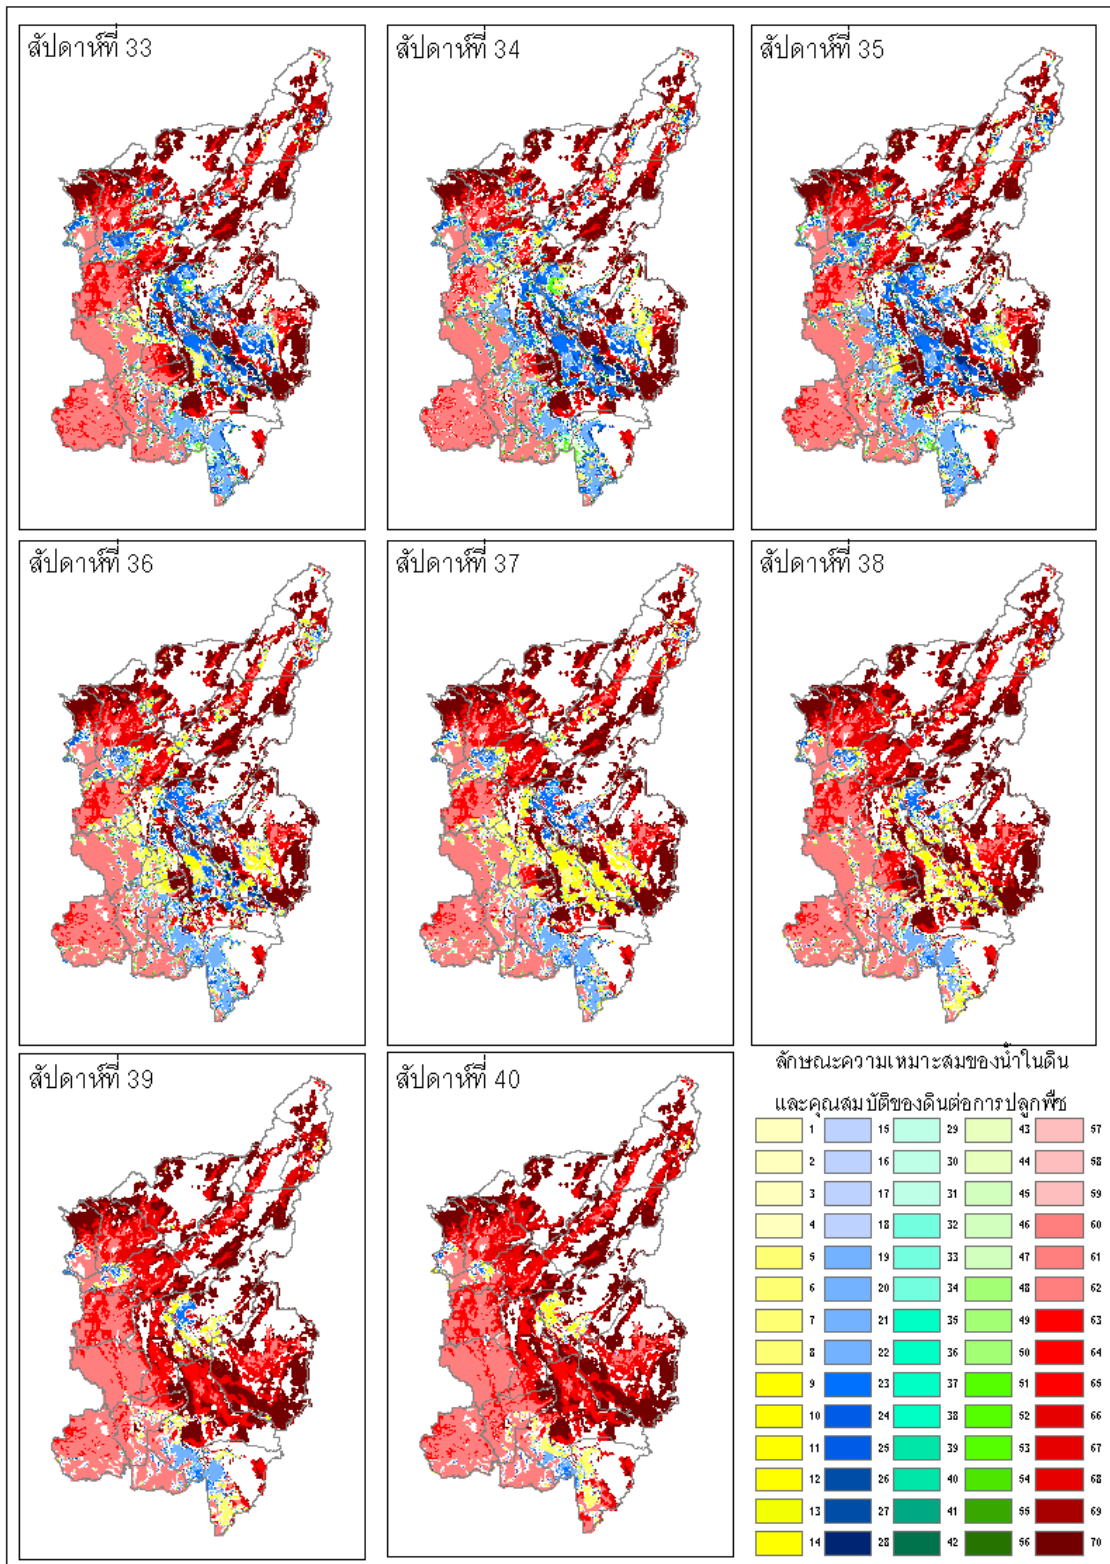 สัปดาห์ที่ 33
สัปดาห์ที่ 34
สัปดาห์ที่ 35
สัปดาห์ที่ 36
สัปดาห์ที่ 37
สัปดาห์ที่ 38
สัปดาห์ที่ 39
สัปดาห์ที่ 40
ลักษณะความเหมาะสมของน้ำในดิน
และคุณสมบัติของดินต่อการปลูกพืช
1 15 29 43 57
2 16 30 44 58
3 17 31 45 59
4 18 32 46 60
5 19 33 47 61
6 20 34 48 62
7 21 35 49 63
8 22 36 50 64
9 23 37 51 65
10 24 38 52 66
11 25 39 53 67
12 26 40 54 68
13 27 41 55 69
14 28 42 56 70